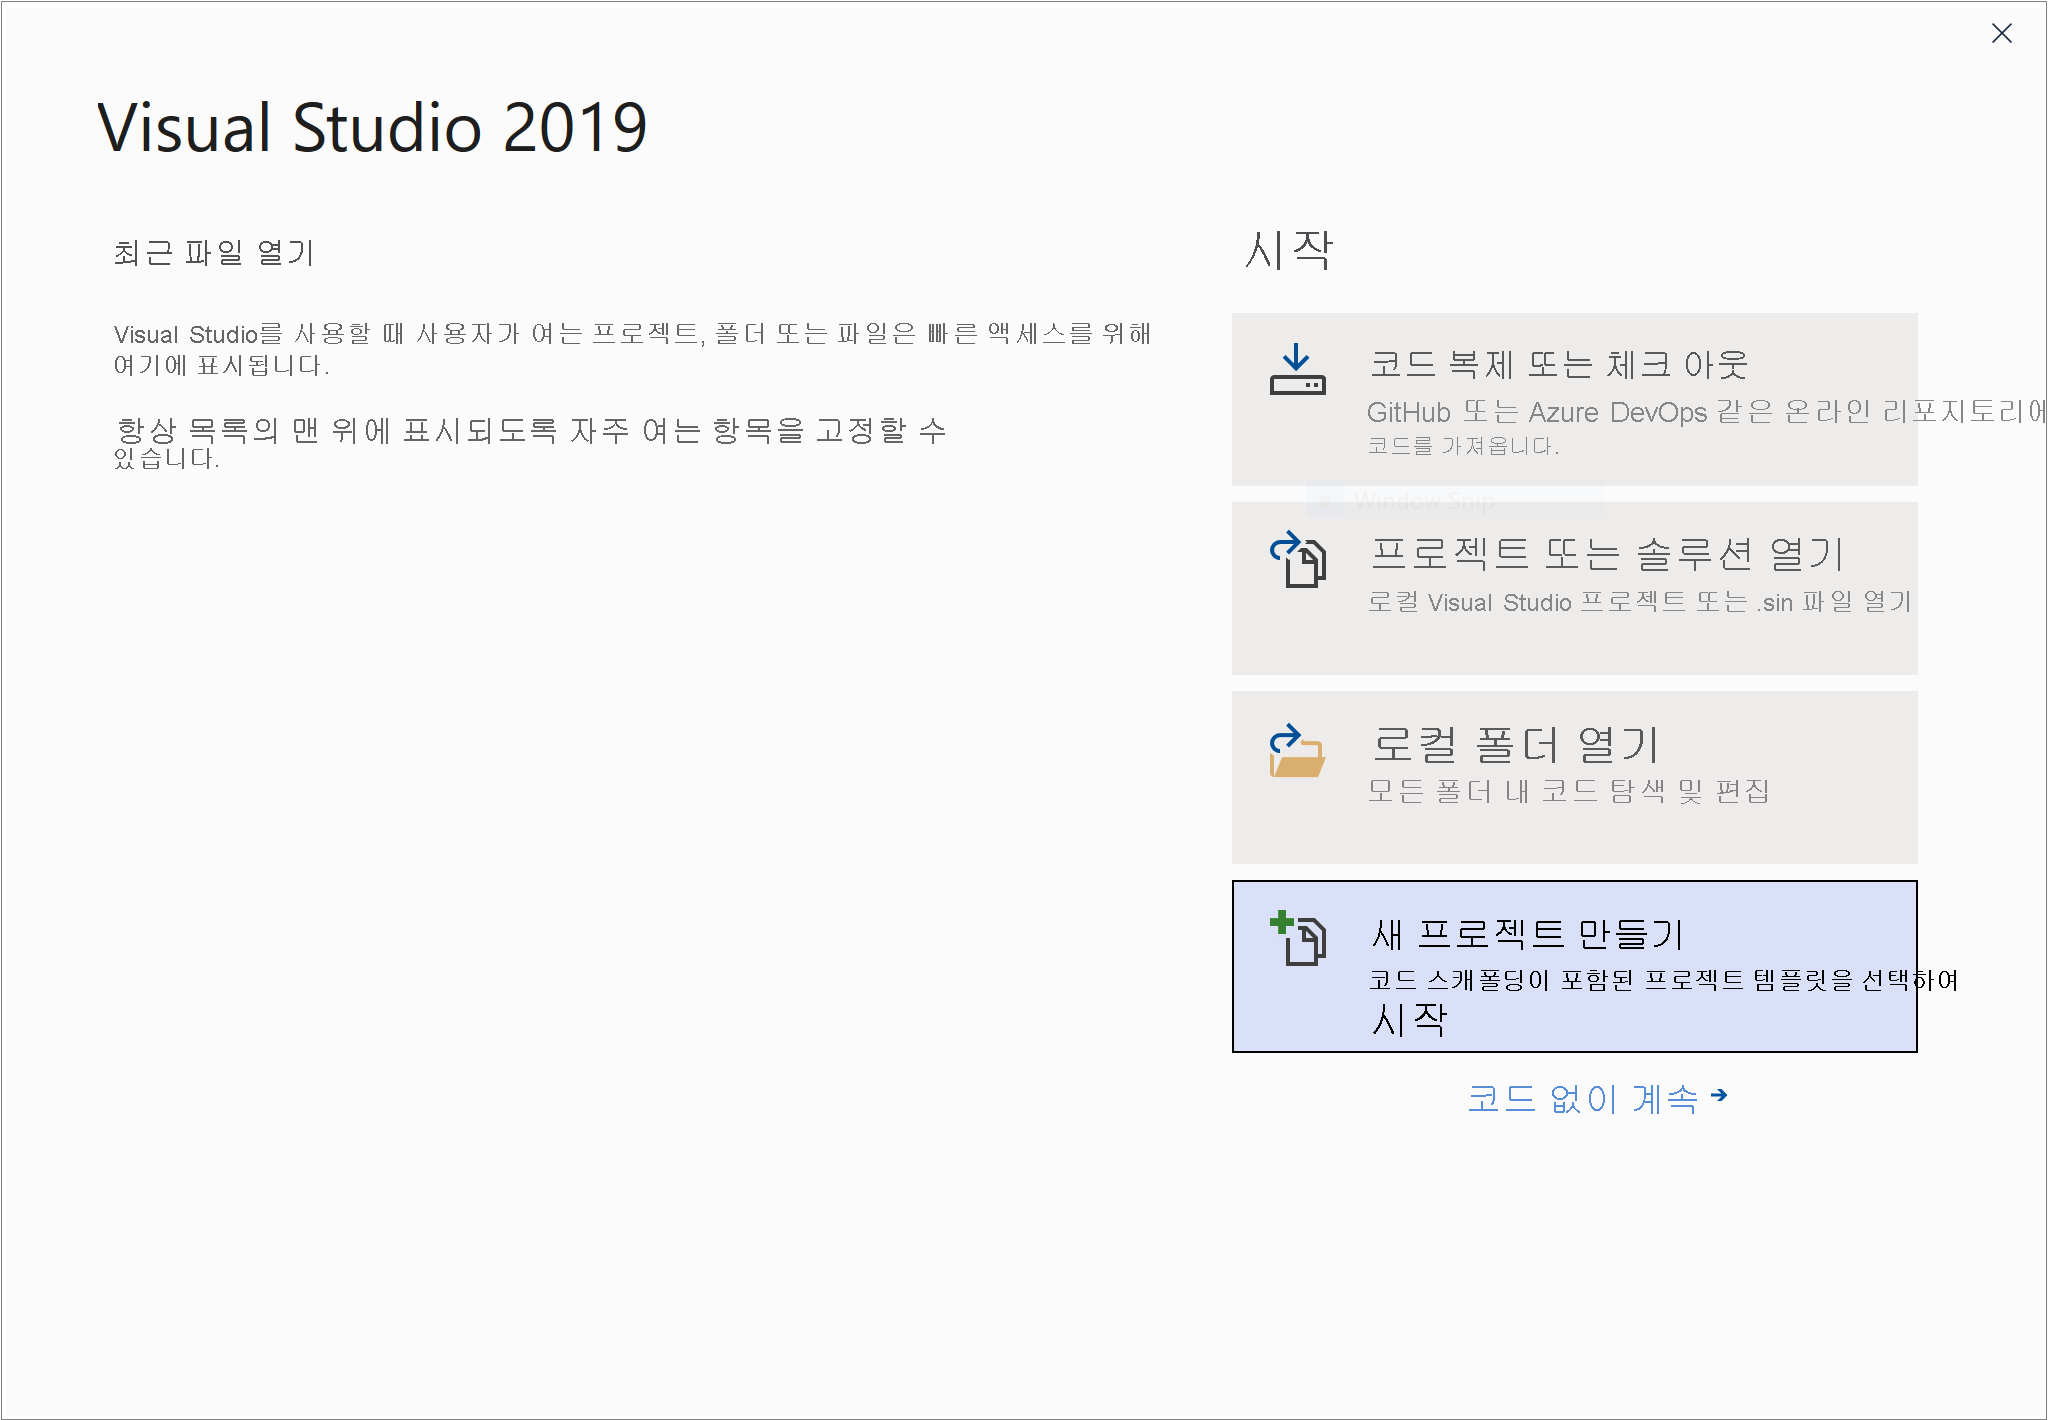 Visual Studio 2019
최근 파일 열기
Visual Studio를 사용할 때 사용자가 여는 프로젝트, 폴더 또는 파일은 빠른 액세스를 위해
여기에 표시됩니다.
항상 목록의 맨 위에 표시되도록 자주 여는 항목을 고정할 수
있습니다.
시작
코드 복제 또는 체크 아웃
GitHub 또는 Azure DevOps 같은 온라인 리포지토리에
코드를 가져옵니다.
Window Snip
프로젝트 또는 솔루션 열기
로컬 Visual Studio 프로젝트 또는 .sin 파일 열기
로컬 폴더 열기
모든 폴더 내 코드 탐색 및 편집
새 프로젝트 만들기
코드 스캐폴딩이 포함된 프로젝트 템플릿을 선택하여
시작
코드 없이 계속